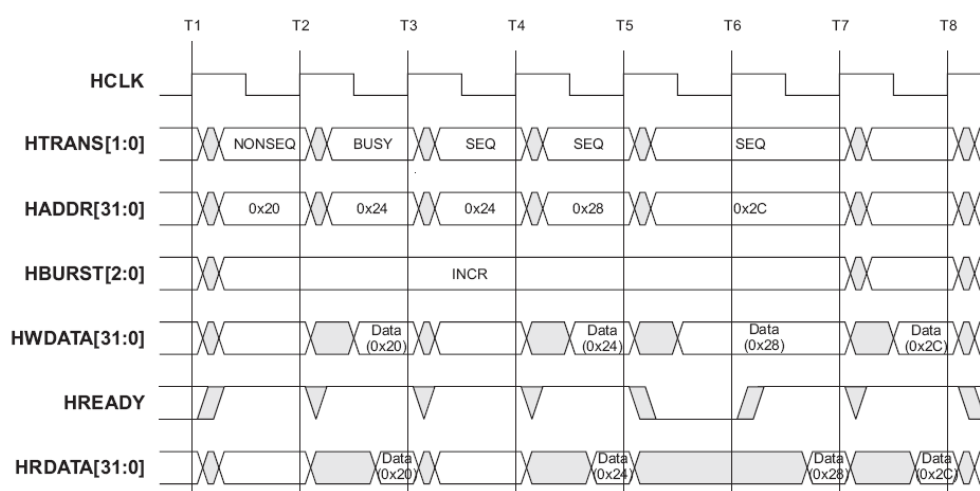 T1 T2 T3 T4 T5 T6 T7 T8
HCLK
HTRANS[1:0] NONSEQ BUSY SEQ SEQ SEQ
HADDR[31:0] 0x20 0x24 0x24 0x28 0x2C
HBURST[2:0] INCR
HWDATA[31:0] Data (0x20) Data (0x24) Data (0x28) Data (0x2C)
HREADY
HRDATA[31:0] Data (0x20) Data (0x24) Data (0x28) Data (0x2C)